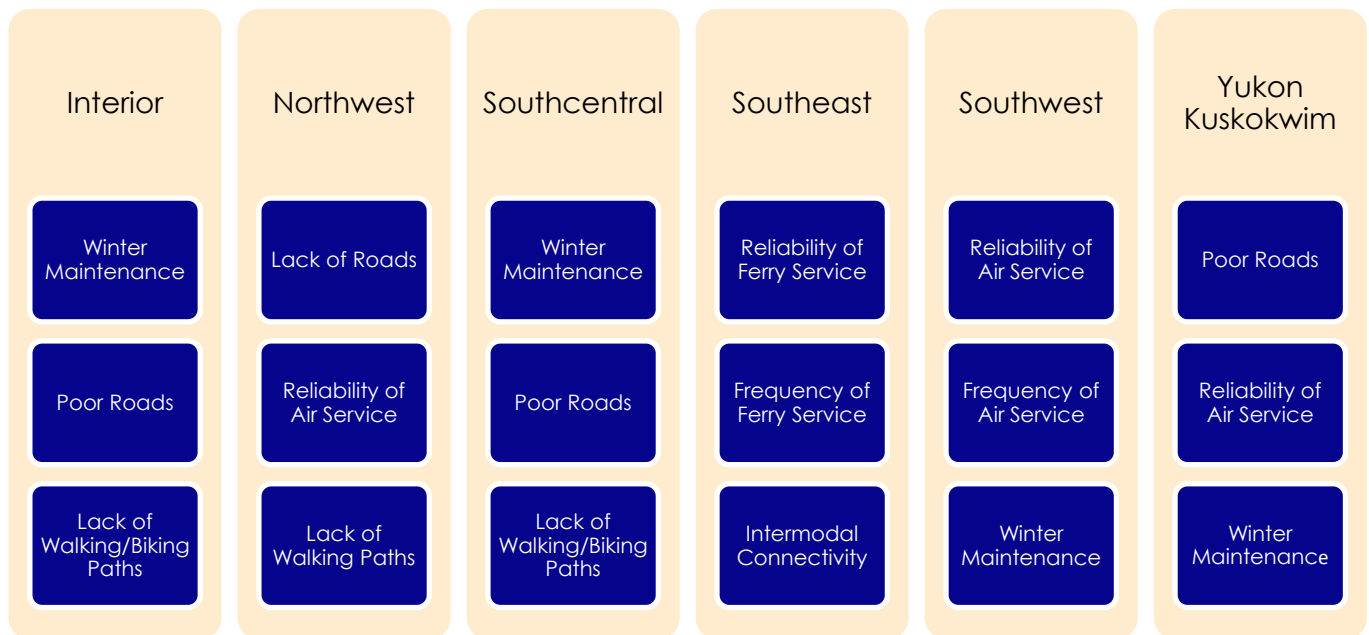 Interior
Winter
Maintenance
Poor Roads
Lack of
Walking/Biking
Paths
Northwest
Lack of Roads
Reliability of
Air Service
Lack of
Walking Paths
Southcentral
Winter
Maintenance
Poor Roads
Lack of
Walking/Biking
Paths
Southeast
Reliability of
Ferry Service
Frequency of
Ferry Service
Intermodal
Connectivity
Southwest
Reliability of
Air Service
Frequency of
Air Service
Winter
Maintenance
Yukon
Kuskokwim
Poor Roads
Reliability of
Air Service
Winter
Maintenance